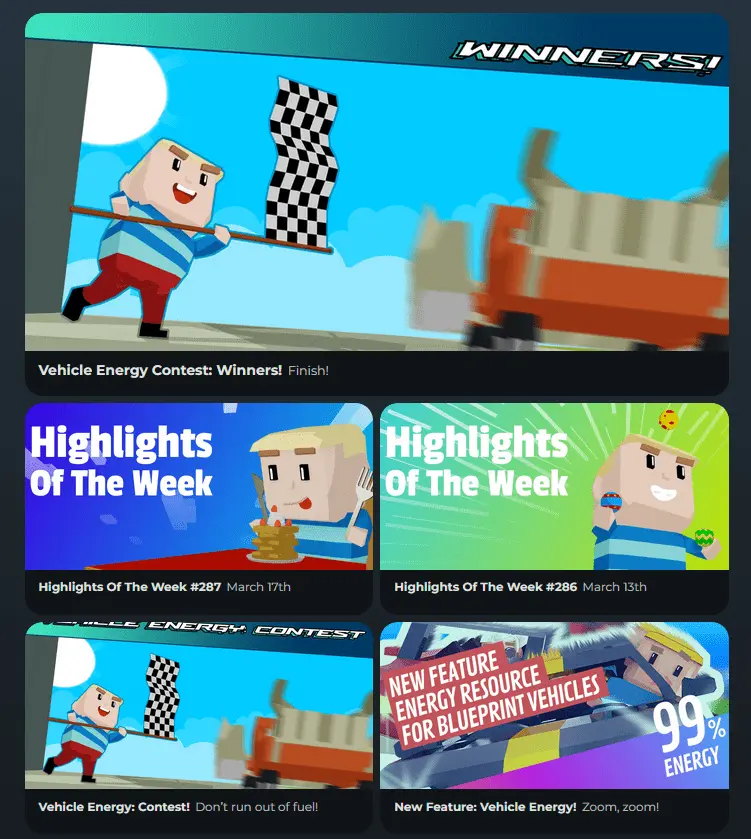 WINNERS!
Vehicle Energy Contest: Winners! Finish!
Highlights
Of The Week
Highlights Of The Week #287 March 17th
Highlights
Of The Week
Highlights Of The Week #286 March 13th
VEHICLE ENERGY CONTEST
Vehicle Energy: Contest! Don’t run out of fuel!
NEW FEATURE
ENERGY RESOURCE
FOR BLUEPRINT VEHICLES
99%
ENERGY
New Feature: Vehicle Energy! Zoom, zoom!